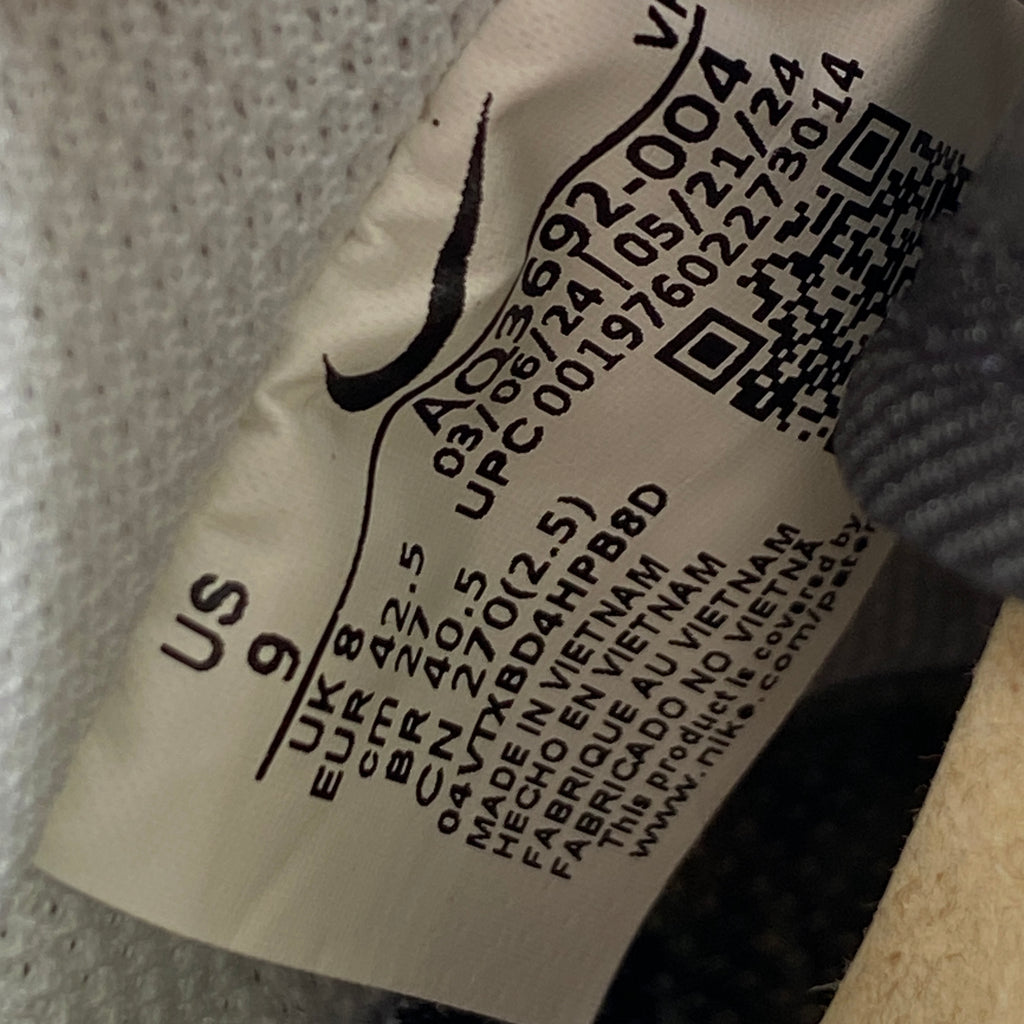 US
9
UK 8
EUR 42.5
cm 27
BR 40.5
CN 270(2.5)
04VTXBD4HPB8D
MADE IN VIETNAM
HECHO EN VIETNAM
FABRIQUE AU VIETNAM
FABRICADO NO VIETNÃ
This product is covered by
www.nike.com/paten
AQ3692-004
03/06/24 | 05/21/24
UPC 00197602273014